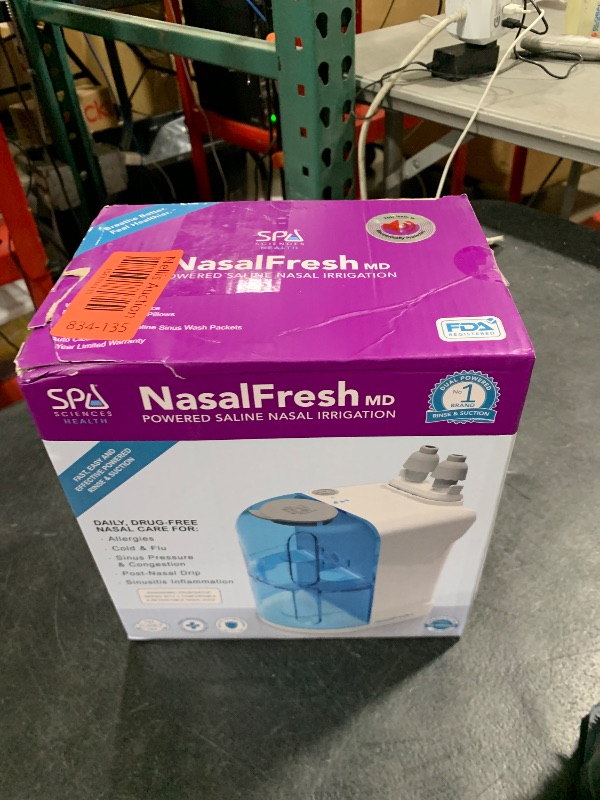 Breathe Better,
Feel Healthier.
SPA
SCIENCES
HEALTH
NasalFresh MD
POWERED SALINE NASAL IRRIGATION
Auction
834-135
Sinus Wash Packets
Year Limited Warranty
FDA
REGISTERED
SPA
SCIENCES
HEALTH
NasalFresh MD
POWERED SALINE NASAL IRRIGATION
DUAL POWERED
No 1
BRAND
RINSE & SUCTION
FAST, EASY AND
EFFECTIVE POWERED
RINSE & SUCTION
DAILY, DRUG-FREE
NASAL CARE FOR:
· Allergies
· Cold & Flu
· Sinus Pressure
& Congestion
· Post-Nasal Drip
· Sinusitis Inflammation